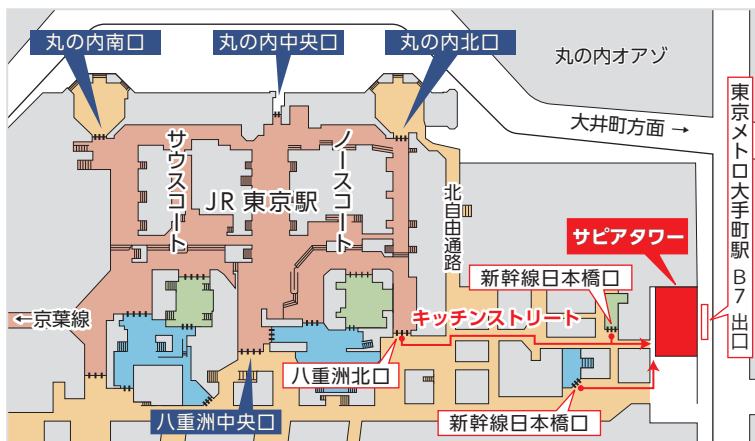 丸の内南口
丸の内中央口
丸の内北口
丸の内オアゾ
大井町方面 →
東京メトロ大手町駅 B7 出口
サウスコート
ノースコート
JR 東京駅
北自由通路
サピアタワー
新幹線日本橋口
←京葉線
キッチンストリート
八重洲北口
八重洲中央口
新幹線日本橋口